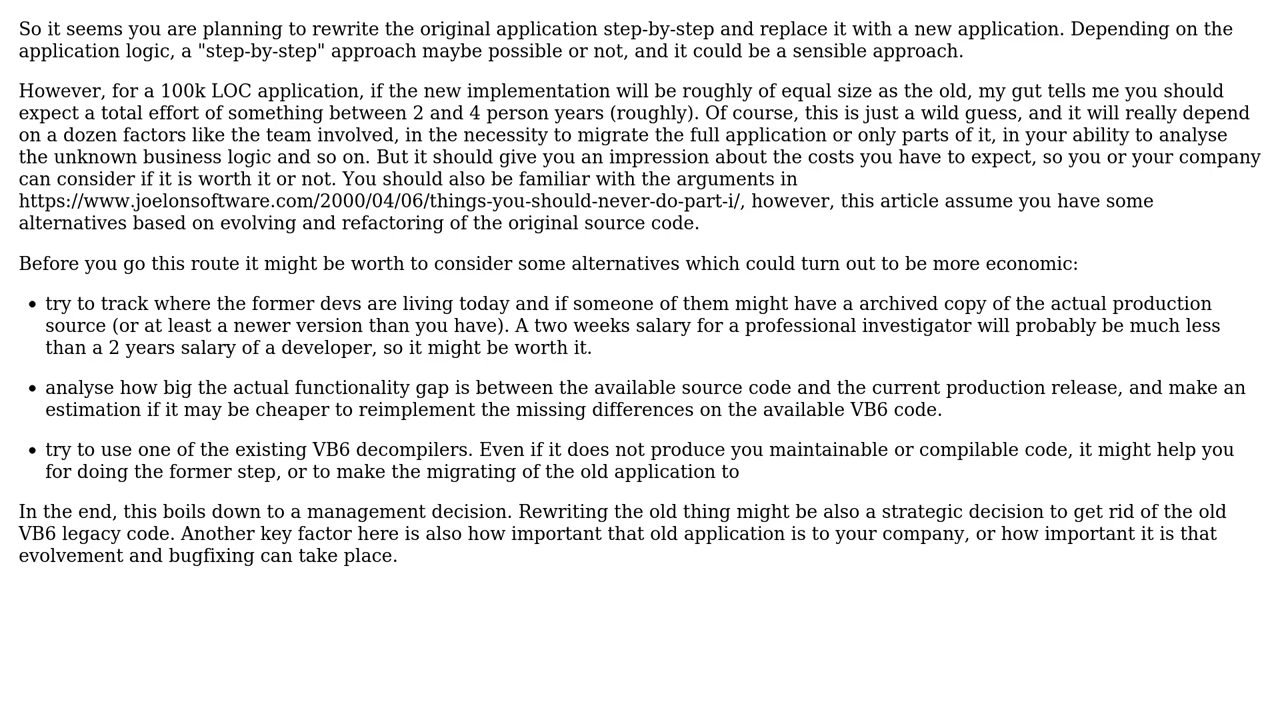 So it seems you are planning to rewrite the original application step-by-step and replace it with a new application. Depending on the
application logic, a "step-by-step" approach maybe possible or not, and it could be a sensible approach.
However, for a 100k LOC application, if the new implementation will be roughly of equal size as the old, my gut tells me you should
expect a total effort of something between 2 and 4 person years (roughly). Of course, this is just a wild guess, and it will really depend
on a dozen factors like the team involved, in the necessity to migrate the full application or only parts of it, in your ability to analyse
the unknown business logic and so on. But it should give you an impression about the costs you have to expect, so you or your company
can consider if it is worth it or not. You should also be familiar with the arguments in
https://www.joelonsoftware.com/2000/04/06/things-you-should-never-do-part-i/, however, this article assume you have some
alternatives based on evolving and refactoring of the original source code.
Before you go this route it might be worth to consider some alternatives which could turn out to be more economic:
• try to track where the former devs are living today and if someone of them might have a archived copy of the actual production
source (or at least a newer version than you have). A two weeks salary for a professional investigator will probably be much less
than a 2 years salary of a developer, so it might be worth it.
• analyse how big the actual functionality gap is between the available source code and the current production release, and make an
estimation if it may be cheaper to reimplement the missing differences on the available VB6 code.
• try to use one of the existing VB6 decompilers. Even if it does not produce you maintainable or compilable code, it might help you
for doing the former step, or to make the migrating of the old application to
In the end, this boils down to a management decision. Rewriting the old thing might be also a strategic decision to get rid of the old
VB6 legacy code. Another key factor here is also how important that old application is to your company, or how important it is that
evolvement and bugfixing can take place.